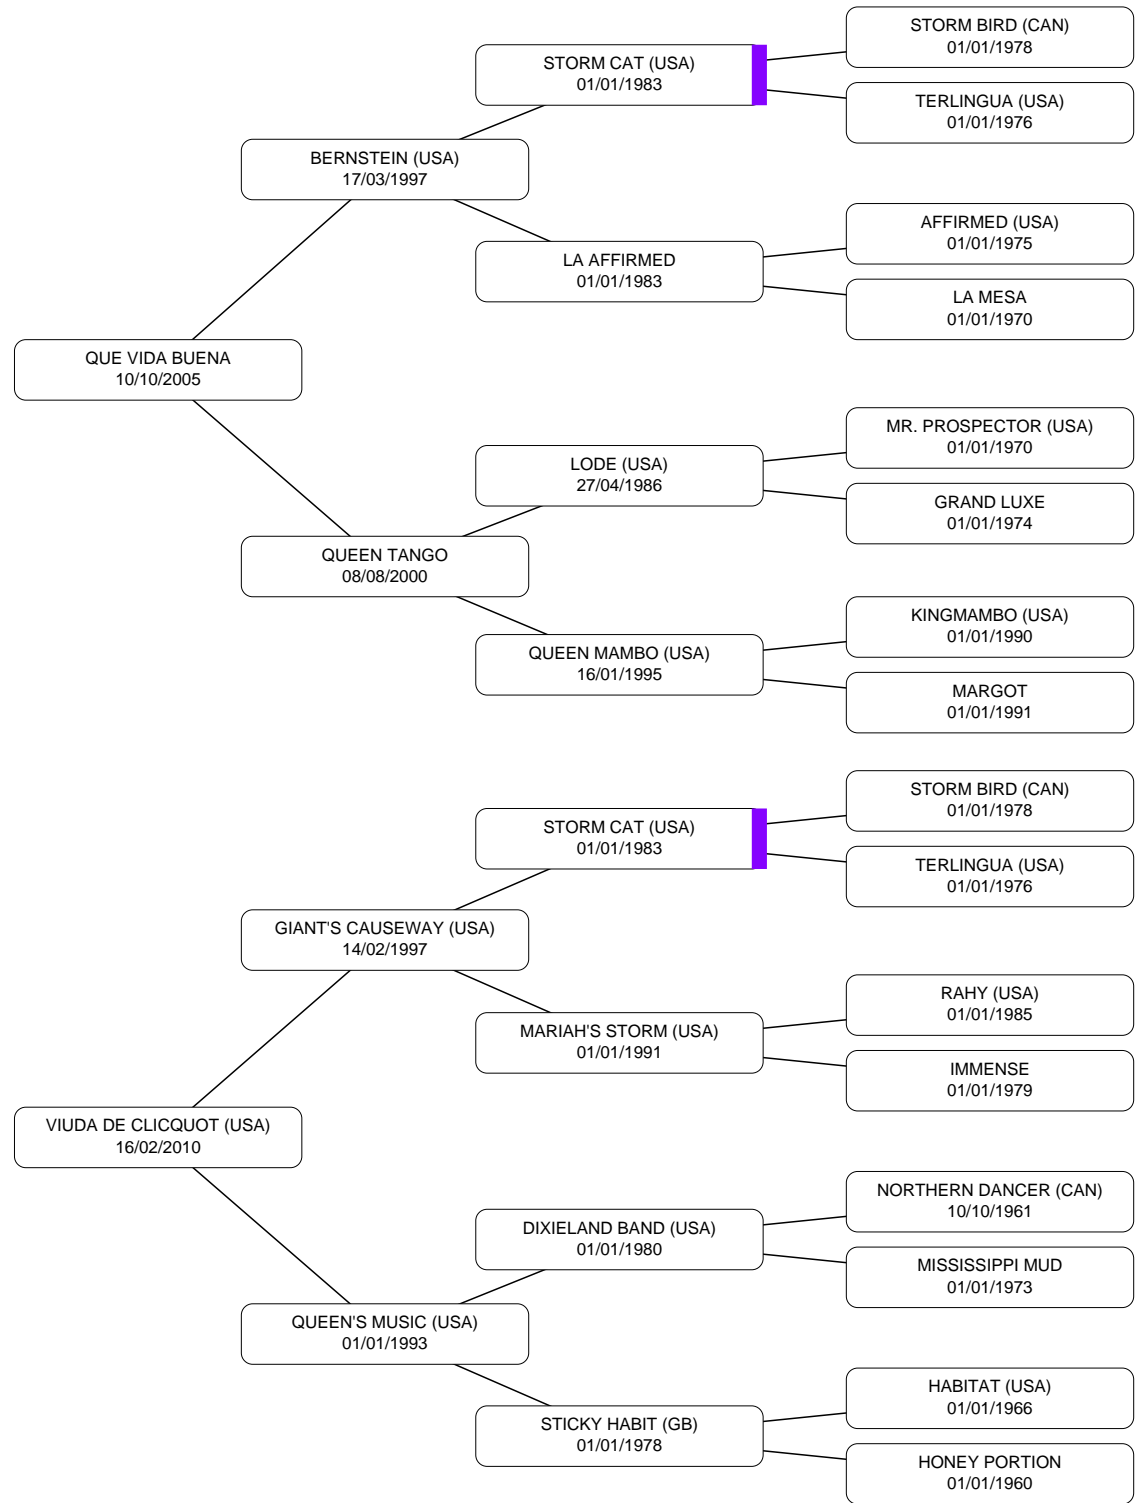 STORM BIRD (CAN)
01/01/1978
STORM CAT (USA)
01/01/1983
TERLINGUA (USA)
01/01/1976
BERNSTEIN (USA)
17/03/1997
AFFIRMED (USA)
01/01/1975
LA AFFIRMED
01/01/1983
LA MESA
01/01/1970
QUE VIDA BUENA
10/10/2005
MR. PROSPECTOR (USA)
01/01/1970
LODE (USA)
27/04/1986
GRAND LUXE
01/01/1974
QUEEN TANGO
08/08/2000
KINGMAMBO (USA)
01/01/1990
QUEEN MAMBO (USA)
16/01/1995
MARGOT
01/01/1991
STORM BIRD (CAN)
01/01/1978
STORM CAT (USA)
01/01/1983
TERLINGUA (USA)
01/01/1976
GIANT'S CAUSEWAY (USA)
14/02/1997
RAHY (USA)
01/01/1985
MARIAH'S STORM (USA)
01/01/1991
IMMENSE
01/01/1979
VIUDA DE CLICQUOT (USA)
16/02/2010
NORTHERN DANCER (CAN)
10/10/1961
DIXIELAND BAND (USA)
01/01/1980
MISSISSIPPI MUD
01/01/1973
QUEEN'S MUSIC (USA)
01/01/1993
HABITAT (USA)
01/01/1966
STICKY HABIT (GB)
01/01/1978
HONEY PORTION
01/01/1960